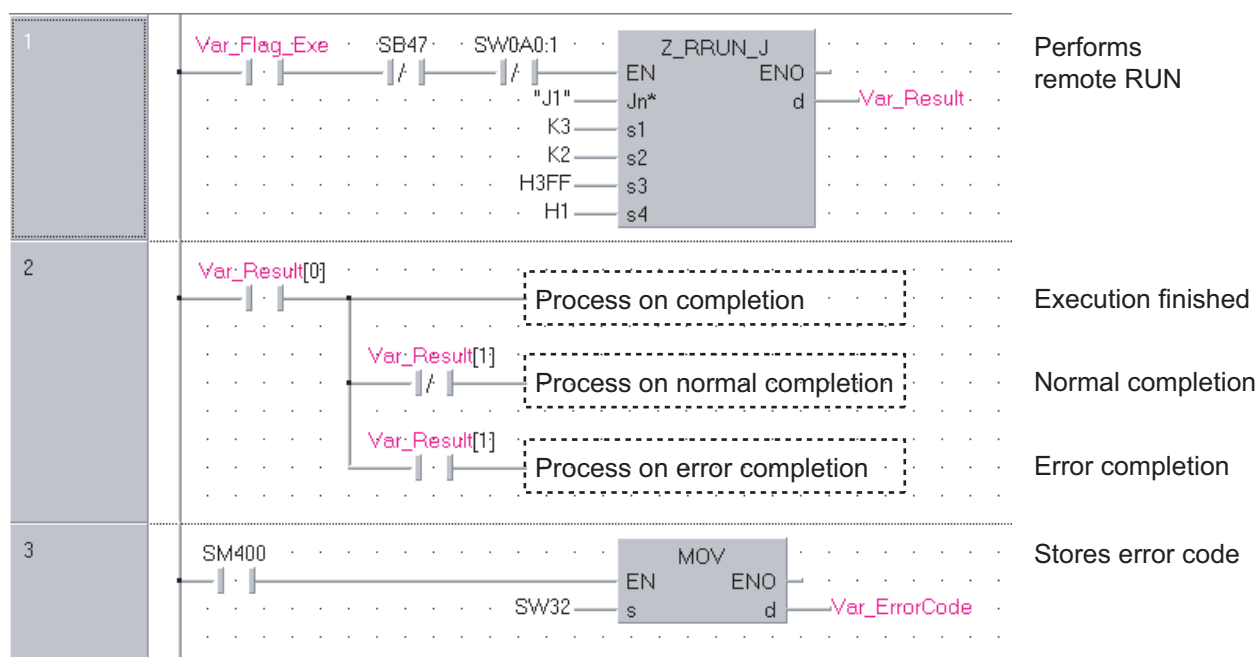 1
Var_Flag_Exe SB47 SW0A0:1 Z_RRUN_J
Performs
remote RUN
EN ENO
"J1" Jn* d Var_Result
K3 s1
K2 s2
H3FF s3
H1 s4
2
Var_Result[0]
Process on completion
Execution finished
Var_Result[1]
Process on normal completion
Normal completion
Var_Result[1]
Process on error completion
Error completion
3
SM400 MOV
Stores error code
EN ENO
SW32 s d Var_ErrorCode